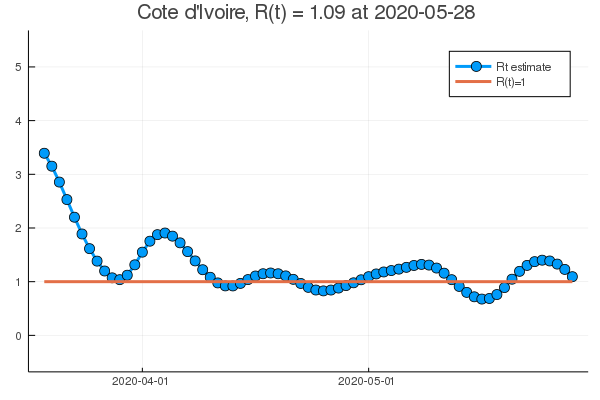 Cote d'Ivoire, R(t) = 1.09 at 2020-05-28
5
Rt estimate
R(t)=1
4
3
2
1
0
2020-04-01
2020-05-01